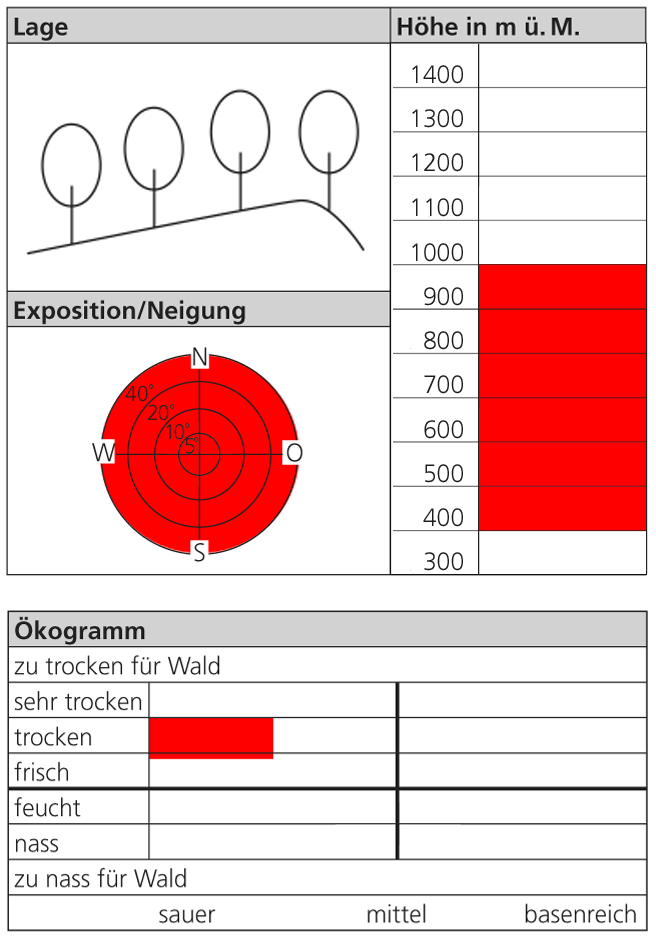 Lage
Höhe in m ü. M.
1400
1300
1200
1100
1000
900
800
700
600
500
400
300
Exposition/Neigung
N
40°
20°
10°
5°
W
O
S
Ökogramm
zu trocken für Wald
sehr trocken
trocken
frisch
feucht
nass
zu nass für Wald
sauer mittel basenreich